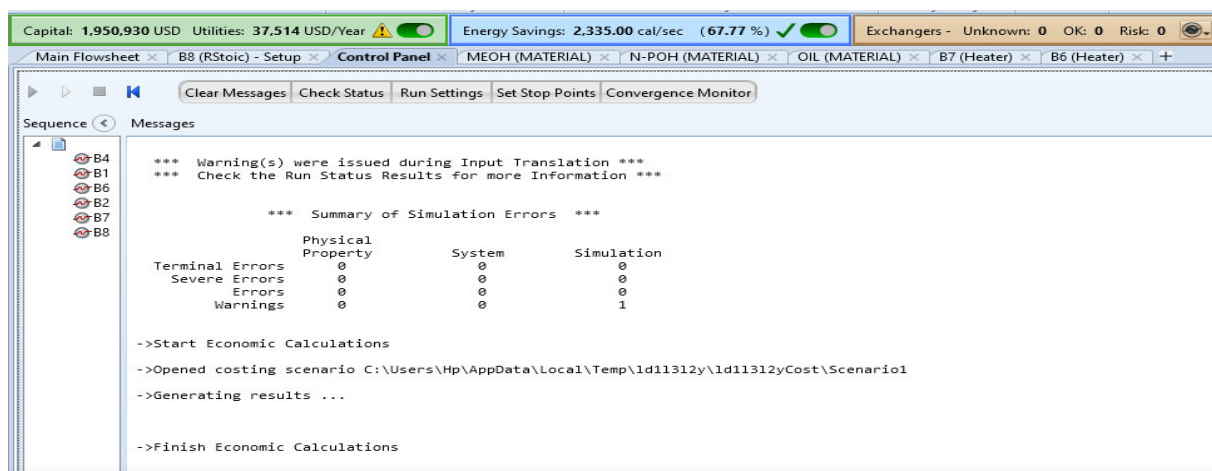 Capital: 1,950,930 USD Utilities: 37,514 USD/Year Energy Savings: 2,335.00 cal/sec (67.77 %) Exchangers - Unknown: 0 OK: 0 Risk: 0
Main Flowsheet B8 (RStoic) - Setup Control Panel MEOH (MATERIAL) N-POH (MATERIAL) OIL (MATERIAL) B7 (Heater) B6 (Heater) +
Clear Messages Check Status Run Settings Set Stop Points Convergence Monitor
Sequence Messages
B4
B1
B6
B2
B7
B8
*** Warning(s) were issued during Input Translation ***
*** Check the Run Status Results for more Information ***
*** Summary of Simulation Errors ***
Physical
Property System Simulation
Terminal Errors 0 0 0
Severe Errors 0 0 0
Errors 0 0 0
Warnings 0 0 1
->Start Economic Calculations
->Opened costing scenario C:\Users\Hp\AppData\Local\Temp\ld11312y\ld11312yCost\Scenario1
->Generating results ...
->Finish Economic Calculations